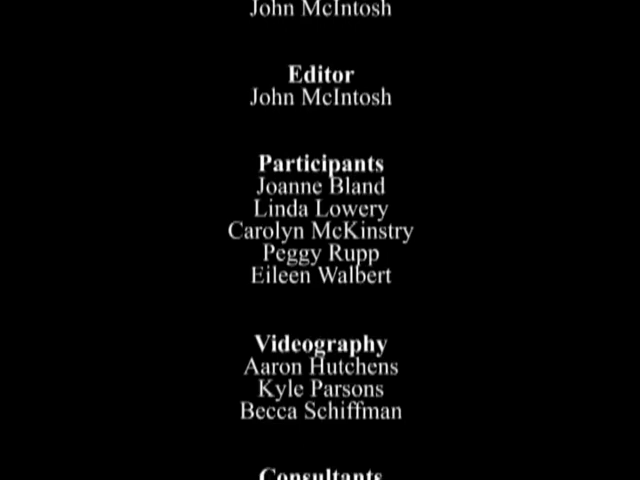 John McIntosh
Editor
John McIntosh
Participants
Joanne Bland
Linda Lowery
Carolyn McKinstry
Peggy Rupp
Eileen Walbert
Videography
Aaron Hutchens
Kyle Parsons
Becca Schiffman
Consultants